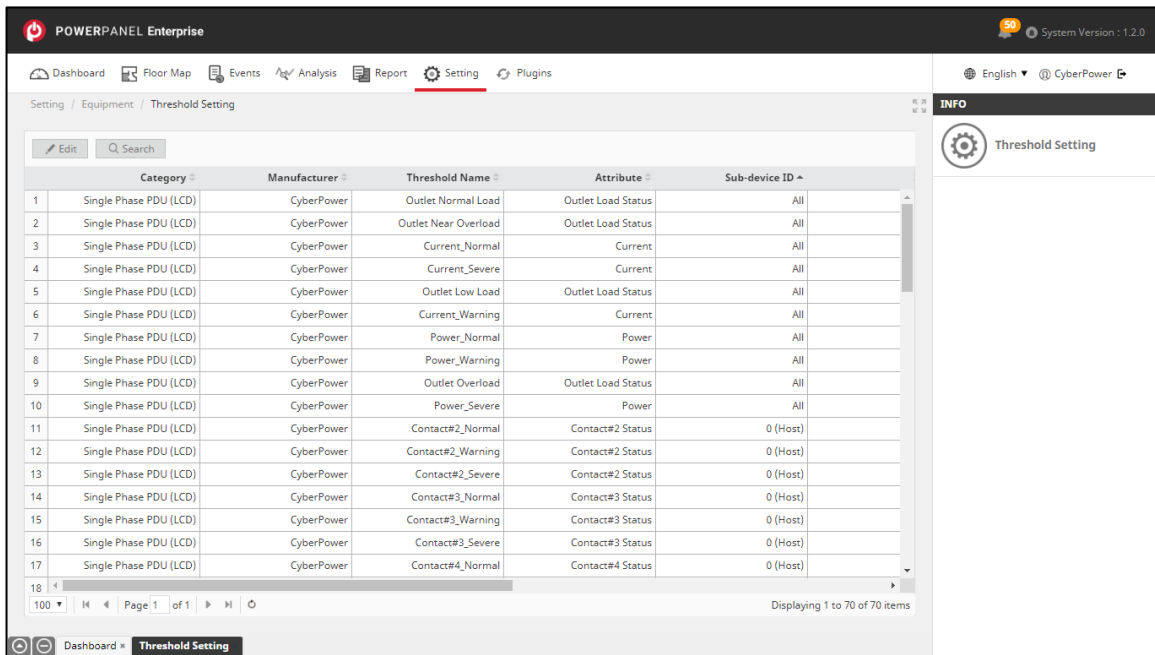 POWERPANEL Enterprise
50
System Version : 1.2.0
Dashboard Floor Map Events Analysis Report Setting Plugins
English ▼ CyberPower
Setting / Equipment / Threshold Setting
INFO
Threshold Setting
Edit Search
Category Manufacturer Threshold Name Attribute Sub-device ID
1 Single Phase PDU (LCD) CyberPower Outlet Normal Load Outlet Load Status All
2 Single Phase PDU (LCD) CyberPower Outlet Near Overload Outlet Load Status All
3 Single Phase PDU (LCD) CyberPower Current_Normal Current All
4 Single Phase PDU (LCD) CyberPower Current_Severe Current All
5 Single Phase PDU (LCD) CyberPower Outlet Low Load Outlet Load Status All
6 Single Phase PDU (LCD) CyberPower Current_Warning Current All
7 Single Phase PDU (LCD) CyberPower Power_Normal Power All
8 Single Phase PDU (LCD) CyberPower Power_Warning Power All
9 Single Phase PDU (LCD) CyberPower Outlet Overload Outlet Load Status All
10 Single Phase PDU (LCD) CyberPower Power_Severe Power All
11 Single Phase PDU (LCD) CyberPower Contact#2_Normal Contact#2 Status 0 (Host)
12 Single Phase PDU (LCD) CyberPower Contact#2_Warning Contact#2 Status 0 (Host)
13 Single Phase PDU (LCD) CyberPower Contact#2_Severe Contact#2 Status 0 (Host)
14 Single Phase PDU (LCD) CyberPower Contact#3_Normal Contact#3 Status 0 (Host)
15 Single Phase PDU (LCD) CyberPower Contact#3_Warning Contact#3 Status 0 (Host)
16 Single Phase PDU (LCD) CyberPower Contact#3_Severe Contact#3 Status 0 (Host)
17 Single Phase PDU (LCD) CyberPower Contact#4_Normal Contact#4 Status 0 (Host)
18
100 ▼ Page 1 of 1 Displaying 1 to 70 of 70 items
Dashboard × Threshold Setting